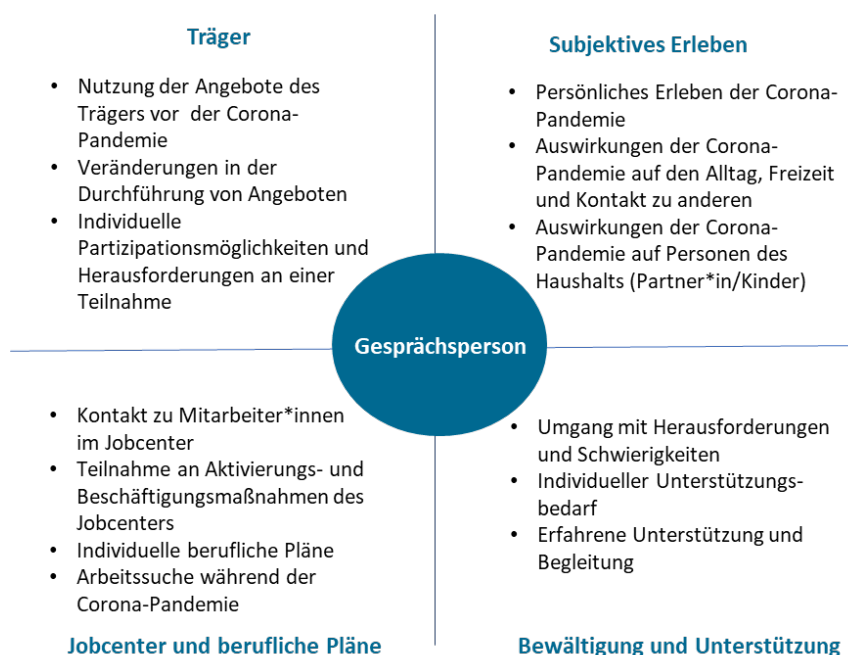 Träger
• Nutzung der Angebote des
Trägers vor der Corona-
Pandemie
• Veränderungen in der
Durchführung von Angeboten
• Individuelle
Partizipationsmöglichkeiten und
Herausforderungen an einer
Teilnahme
Subjektives Erleben
• Persönliches Erleben der Corona-
Pandemie
• Auswirkungen der Corona-
Pandemie auf den Alltag, Freizeit
und Kontakt zu anderen
• Auswirkungen der Corona-
Pandemie auf Personen des
Haushalts (Partner*in/Kinder)
Gesprächsperson
• Kontakt zu Mitarbeiter*innen
im Jobcenter
• Teilnahme an Aktivierungs- und
Beschäftigungsmaßnahmen des
Jobcenters
• Individuelle berufliche Pläne
• Arbeitssuche während der
Corona-Pandemie
Jobcenter und berufliche Pläne
• Umgang mit Herausforderungen
und Schwierigkeiten
• Individueller Unterstützungs-
bedarf
• Erfahrene Unterstützung und
Begleitung
Bewältigung und Unterstützung